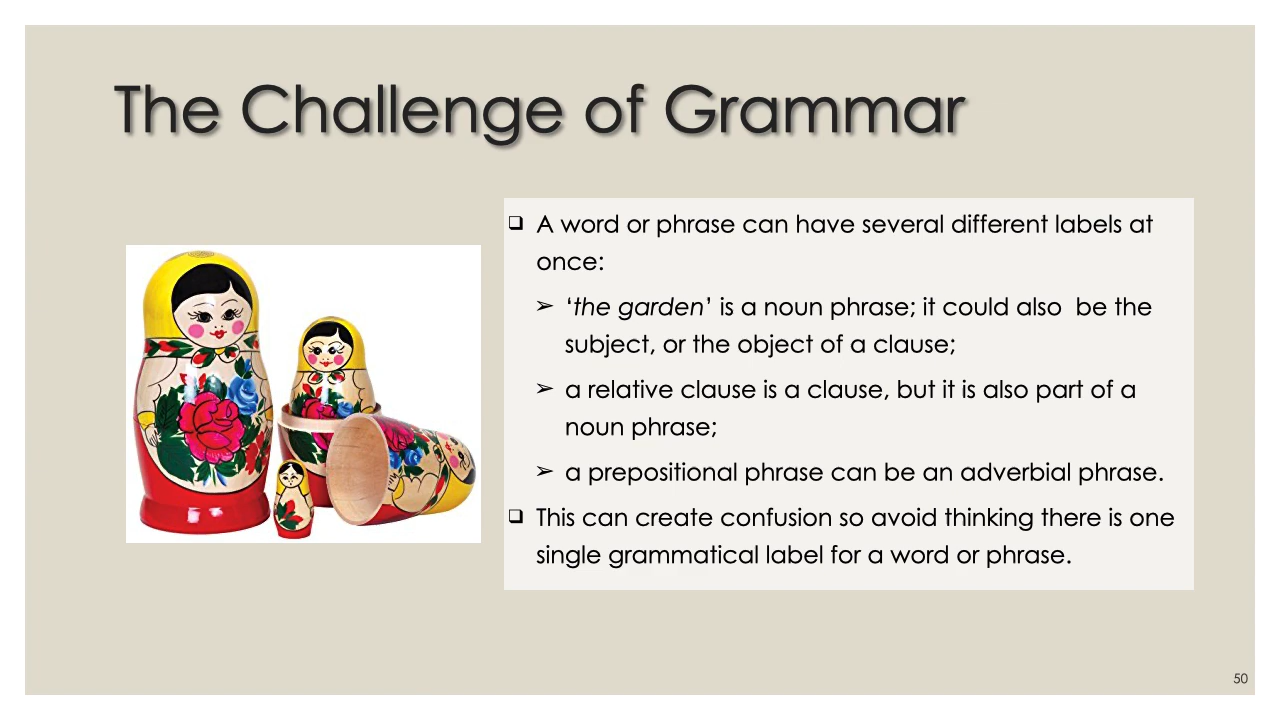 The Challenge of Grammar
❑ A word or phrase can have several different labels at
once:
➢ ‘the garden’ is a noun phrase; it could also  be the
subject, or the object of a clause;
➢ a relative clause is a clause, but it is also part of a
noun phrase;
➢ a prepositional phrase can be an adverbial phrase.
❑ This can create confusion so avoid thinking there is one
single grammatical label for a word or phrase.
50